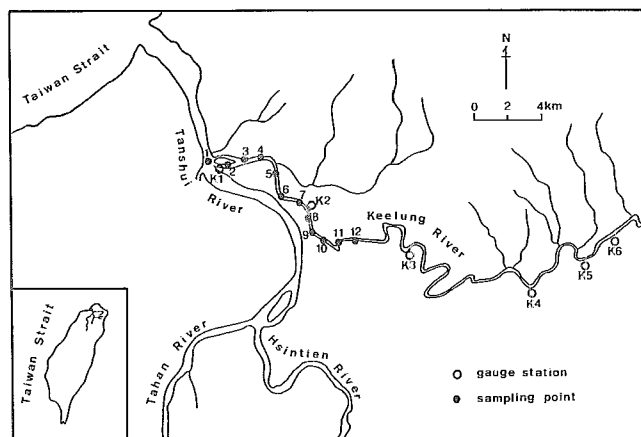 Taiwan Strait
N
0 2 4km
Tanshui
River
1
K1
2
3
4
5
6
7
K2
8
9
10
11
12
Keelung
River
K3
K4
K5
K6
Taiwan Strait
Tahan River
Hsintien River
gauge station
sampling point